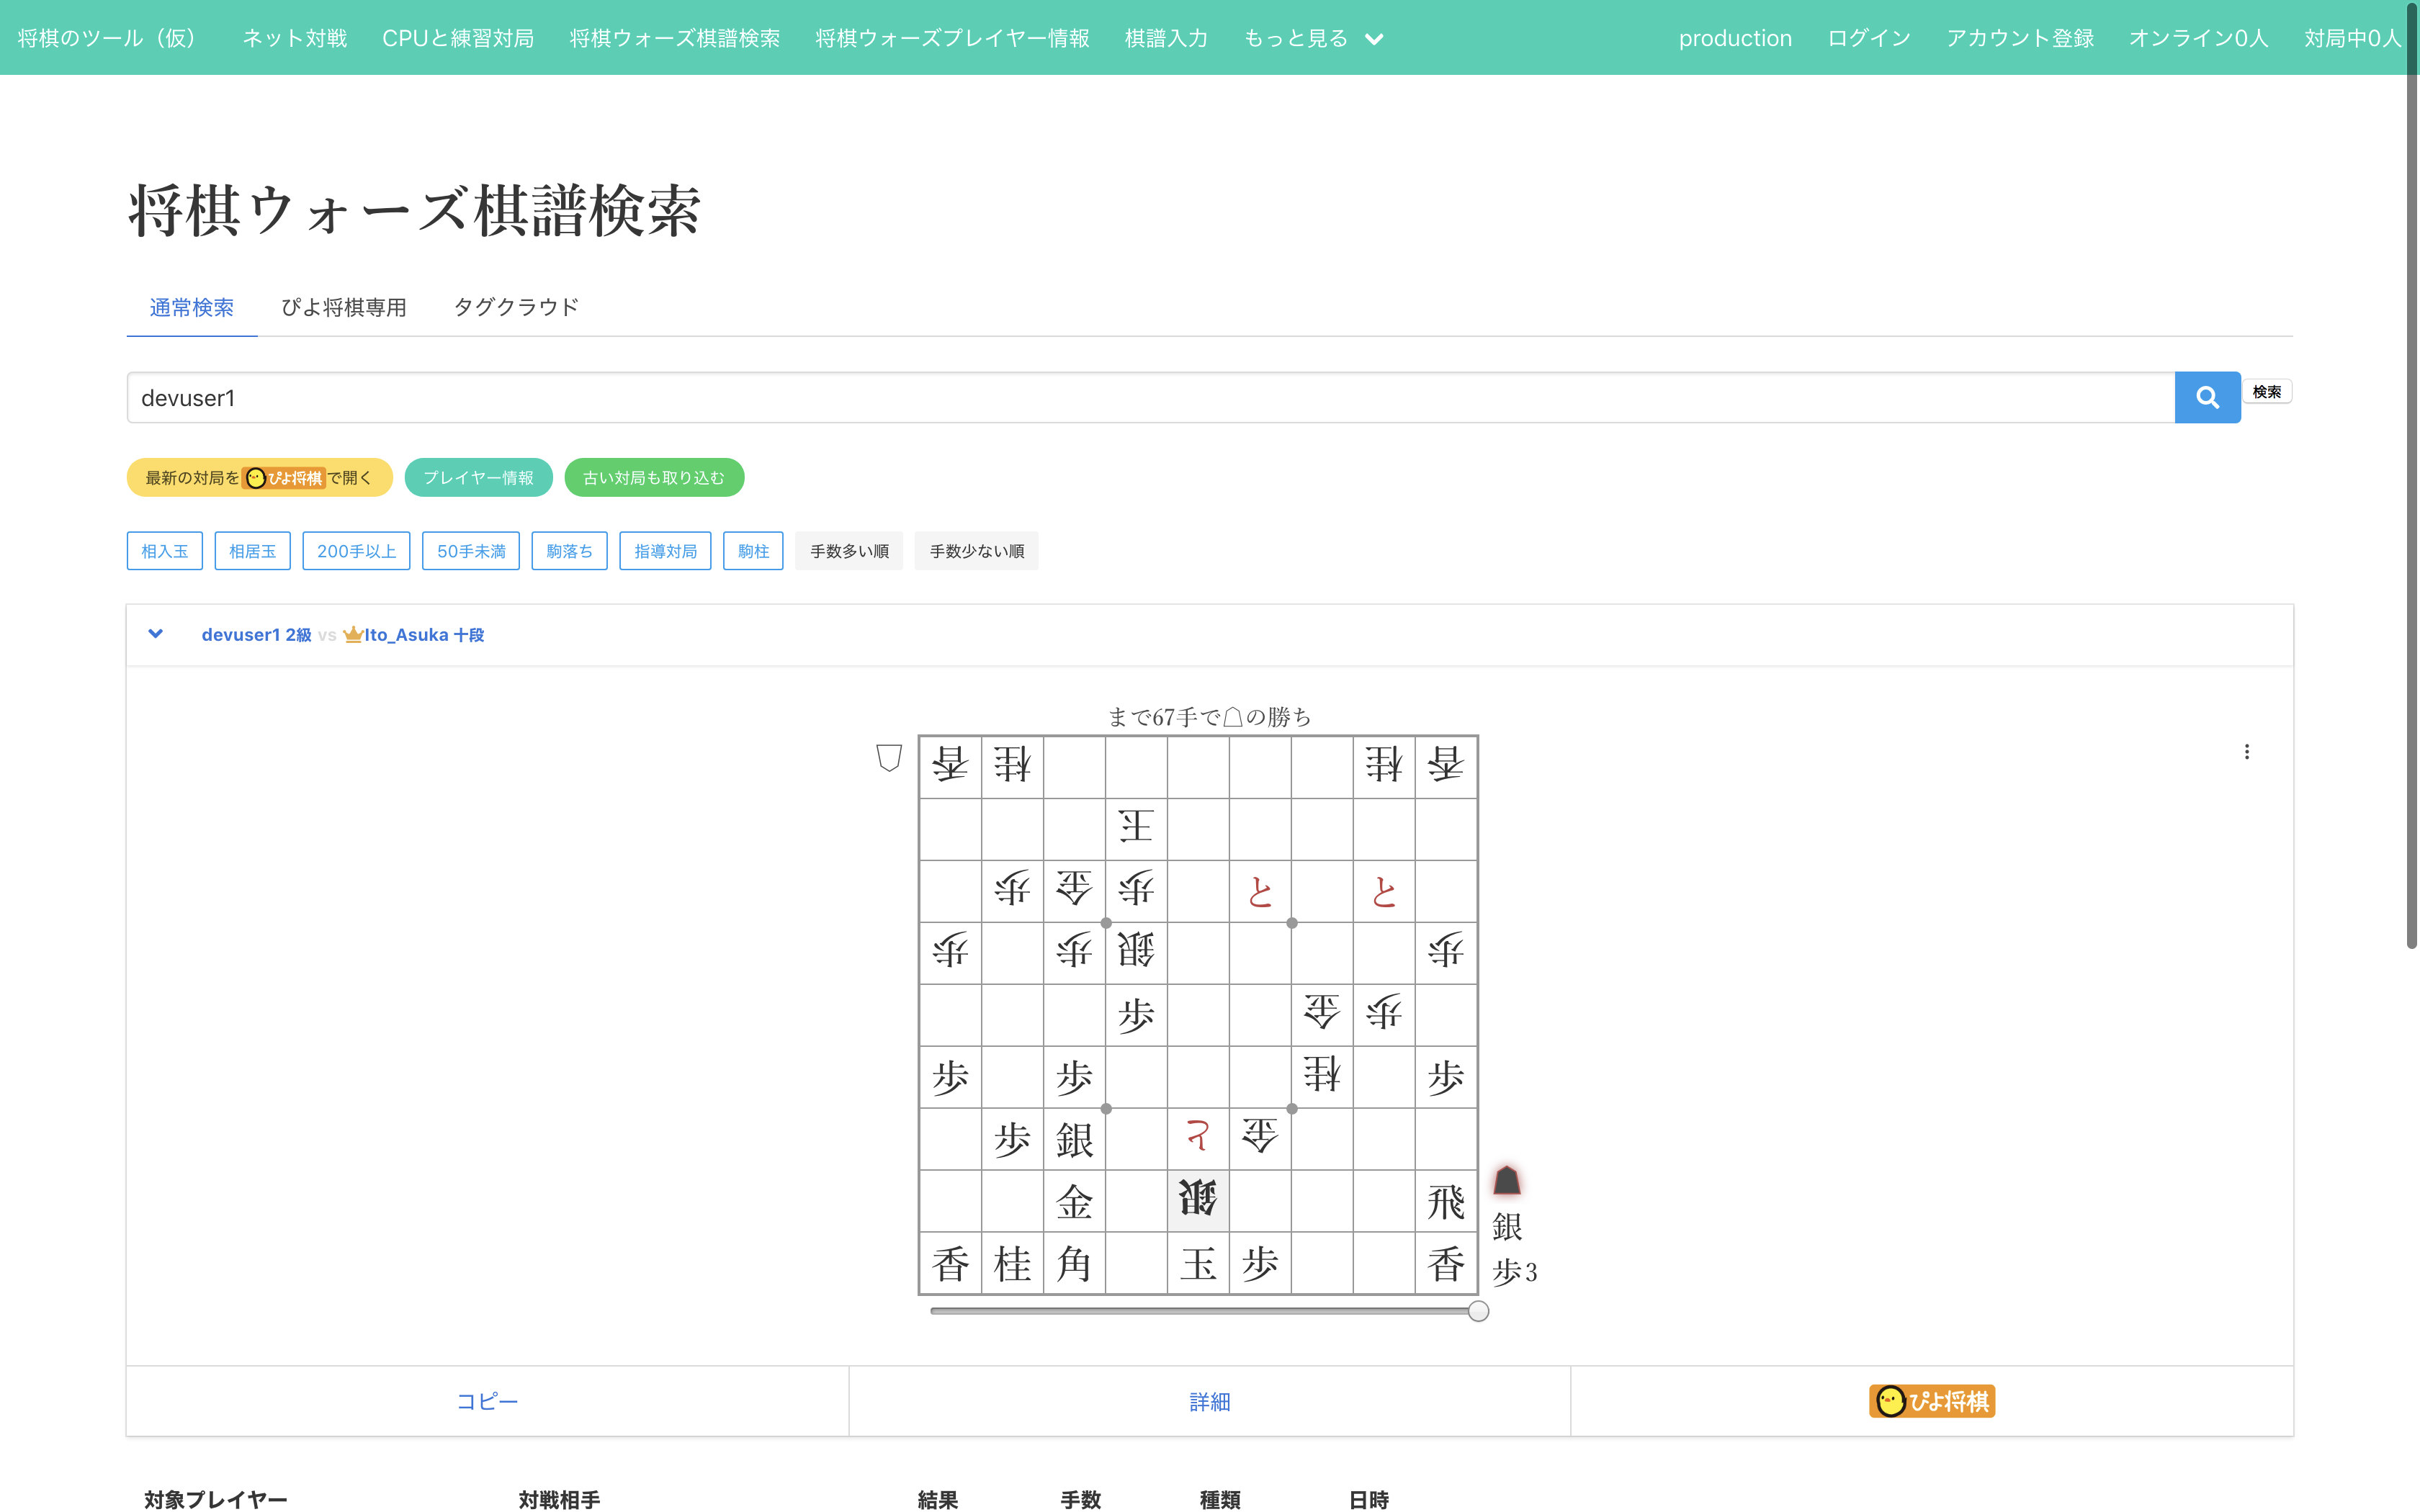 将棋のツール（仮） ネット対戦 CPUと練習対局 将棋ウォーズ棋譜検索 将棋ウォーズプレイヤー情報 棋譜入力 もっと見る production ログイン アカウント登録 オンライン0人 対局中0人
将棋ウォーズ棋譜検索
通常検索 ぴよ将棋専用 タグクラウド
devuser1 検索
最新の対局をぴよ将棋で開く プレイヤー情報 古い対局も取り込む
相入玉 相居玉 200手以上 50手未満 駒落ち 指導対局 駒柱 手数多い順 手数少ない順
devuser1 2級 vs Ito_Asuka 十段
まで67手で☖の勝ち
香 桂 桂 香
王
歩 金 歩 と と
歩 歩 銀 歩
歩 金 歩
歩 歩 桂 歩
歩 銀 と 金
金 銀 飛
銀
香 桂 角 玉 歩 香
歩3
コピー 詳細 ぴよ将棋
対象プレイヤー 対戦相手 結果 手数 種類 日時